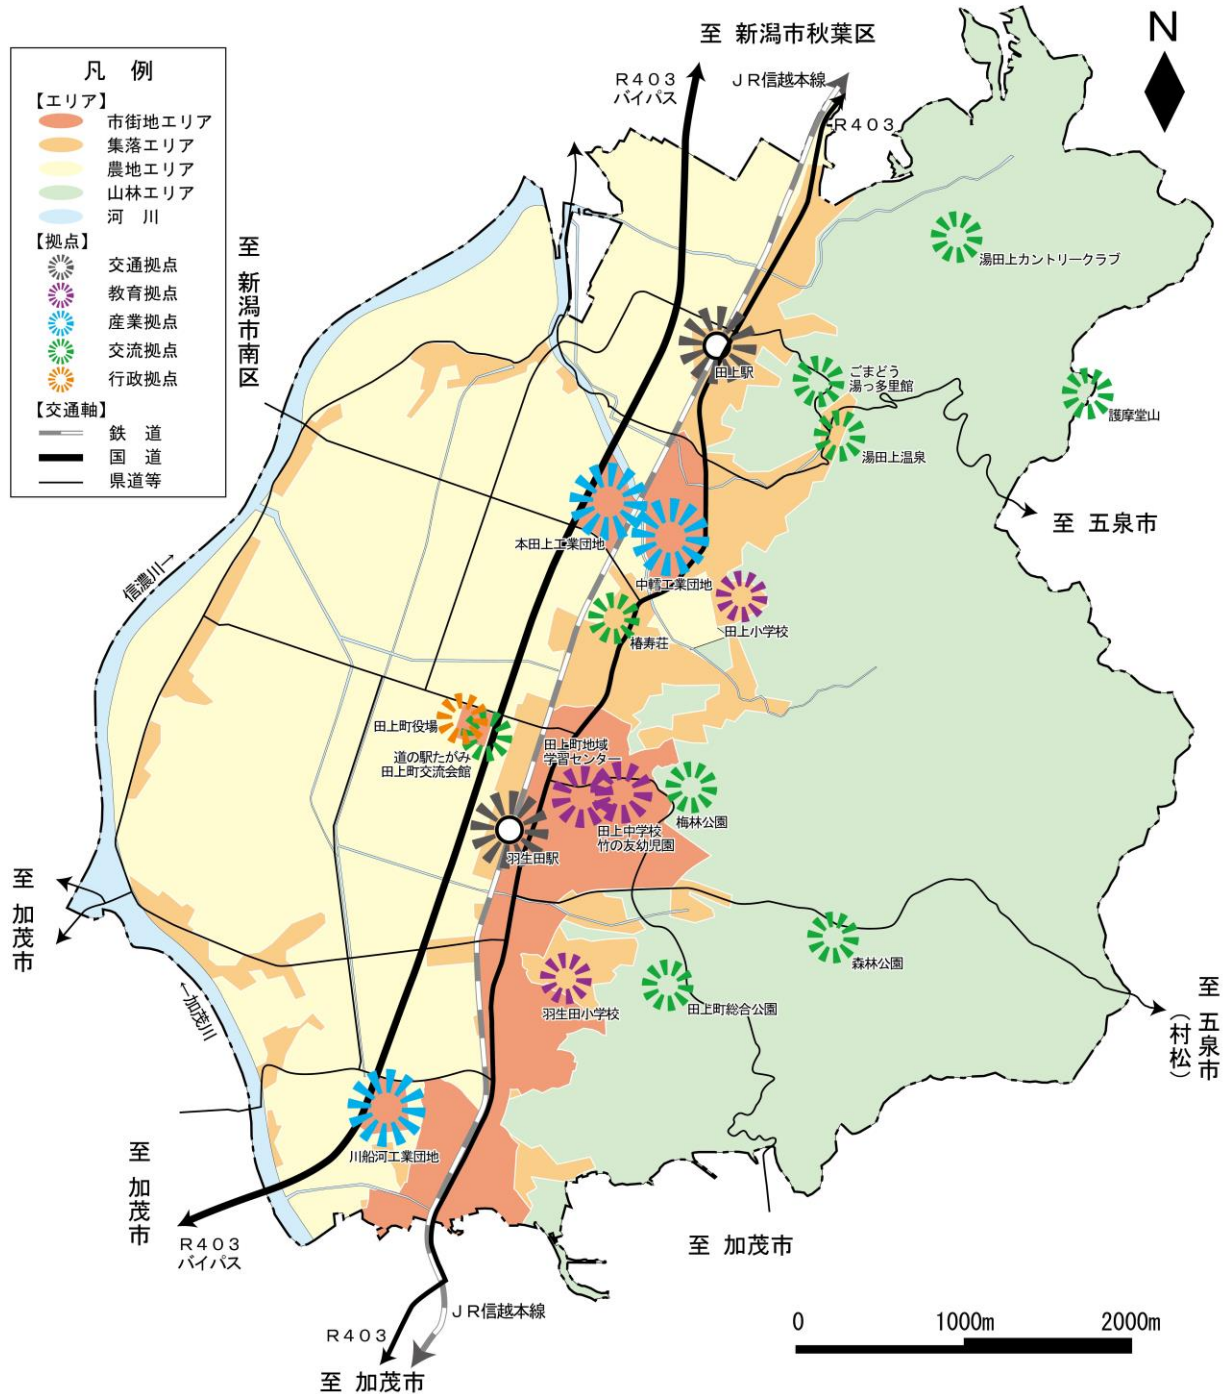 凡 例
【エリア】
市街地エリア
集落エリア
農地エリア
山林エリア
河 川
【拠点】
交通拠点
教育拠点
産業拠点
交流拠点
行政拠点
【交通軸】
鉄 道
国 道
県道等
至 新潟市秋葉区
R403
バイパス
JR信越本線
R403
N
至 新潟市南区
湯田上カントリークラブ
田上駅
ごまどう
湯っ多里館
護摩堂山
湯田上温泉
至 五泉市
本田上工業団地
中轌工業団地
信濃川→
田上小学校
椿寿荘
田上町役場
道の駅たがみ
田上町交流会館
田上町地域
学習センター
梅林公園
田上中学校
竹の友幼児園
羽生田駅
至 加茂市
森林公園
←加茂川
羽生田小学校
田上町総合公園
至 五泉市
(村松)
川船河工業団地
至 加茂市
R403
バイパス
至 加茂市
JR信越本線
R403
至 加茂市
0 1000m 2000m